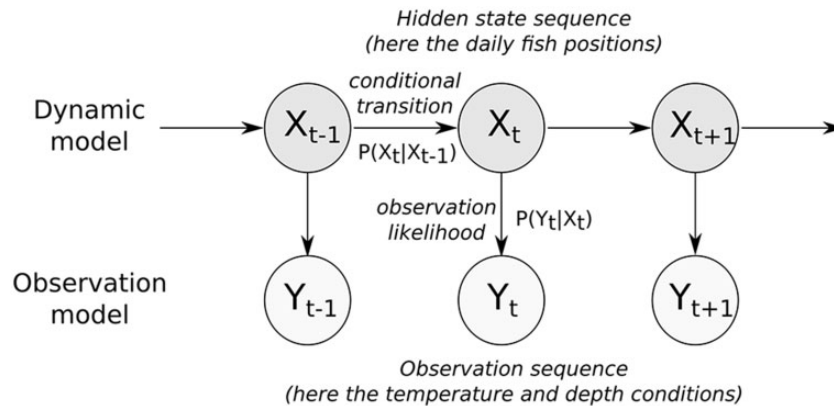 Hidden state sequence
(here the daily fish positions)
conditional
transition
Dynamic
model
X_{t-1}
X_t
X_{t+1}
P(X_t|X_{t-1})
observation
likelihood
P(Y_t|X_t)
Observation
model
Y_{t-1}
Y_t
Y_{t+1}
Observation sequence
(here the temperature and depth conditions)